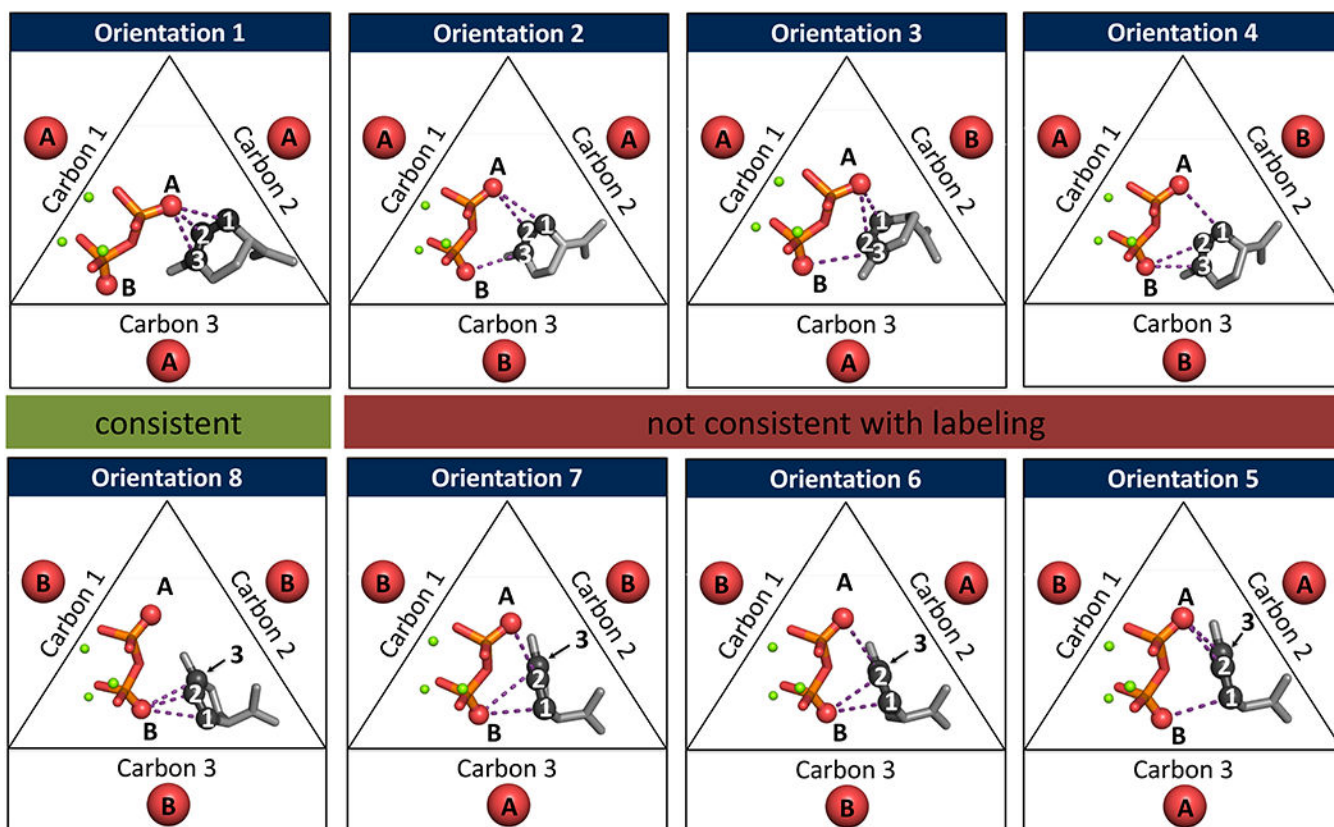 Orientation 1
Carbon 1
Carbon 2
A
A
A
1
2
3
B
Carbon 3
A
Orientation 2
Carbon 1
Carbon 2
A
A
A
1
2
3
B
Carbon 3
B
Orientation 3
Carbon 1
Carbon 2
A
B
A
1
2
3
B
Carbon 3
A
Orientation 4
Carbon 1
Carbon 2
A
B
A
1
2
3
B
Carbon 3
B
consistent
not consistent with labeling
Orientation 8
Carbon 1
Carbon 2
B
B
A
3
2
1
B
Carbon 3
B
Orientation 7
Carbon 1
Carbon 2
B
B
A
3
2
1
B
Carbon 3
A
Orientation 6
Carbon 1
Carbon 2
B
A
A
3
2
1
B
Carbon 3
B
Orientation 5
Carbon 1
Carbon 2
B
A
A
3
2
1
B
Carbon 3
A